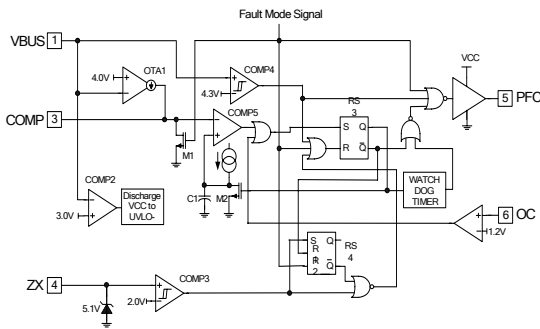 Fault Mode Signal
VBUS 1
VCC
4.0V
OTA1
COMP4
4.3V
5 PFC
COMP 3
COMP5
RS
3
S Q
R Q
M1
COMP2
3.0V
Discharge
VCC
to
UVLO-
C1
M2
WATCH
DOG
TIMER
6 OC
1.2V
S Q
R
R
1
2
Q
RS
4
ZX 4
5.1V
2.0V
COMP3